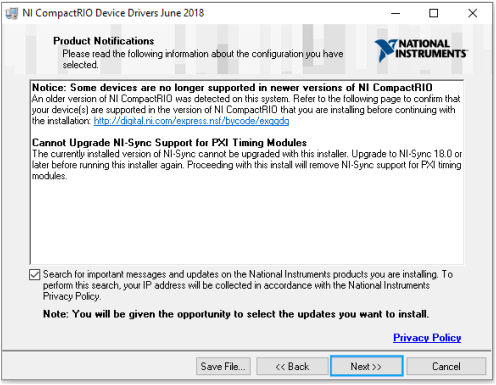 NI CompactRIO Device Drivers June 2018
Product Notifications
Please read the following information about the configuration you have
selected.
NATIONAL
INSTRUMENTS
Notice: Some devices are no longer supported in newer versions of NI CompactRIO
An older version of NI CompactRIO was detected on this system. Refer to the following page to confirm that
your device(s) are supported in the version of NI CompactRIO that you are installing before continuing with
the installation: http://digital.ni.com/express.nsf/bycode/exqqdg
Cannot Upgrade NI-Sync Support for PXI Timing Modules
The currently installed version of NI-Sync cannot be upgraded with this installer. Upgrade to NI-Sync 18.0 or
later before running this installer again. Proceeding with this install will remove NI-Sync support for PXI timing
modules.
Search for important messages and updates on the National Instruments products you are installing. To
perform this search, your IP address will be collected in accordance with the National Instruments
Privacy Policy.
Note: You will be given the opportunity to select the updates you want to install.
Privacy Policy
Save File... << Back Next >> Cancel